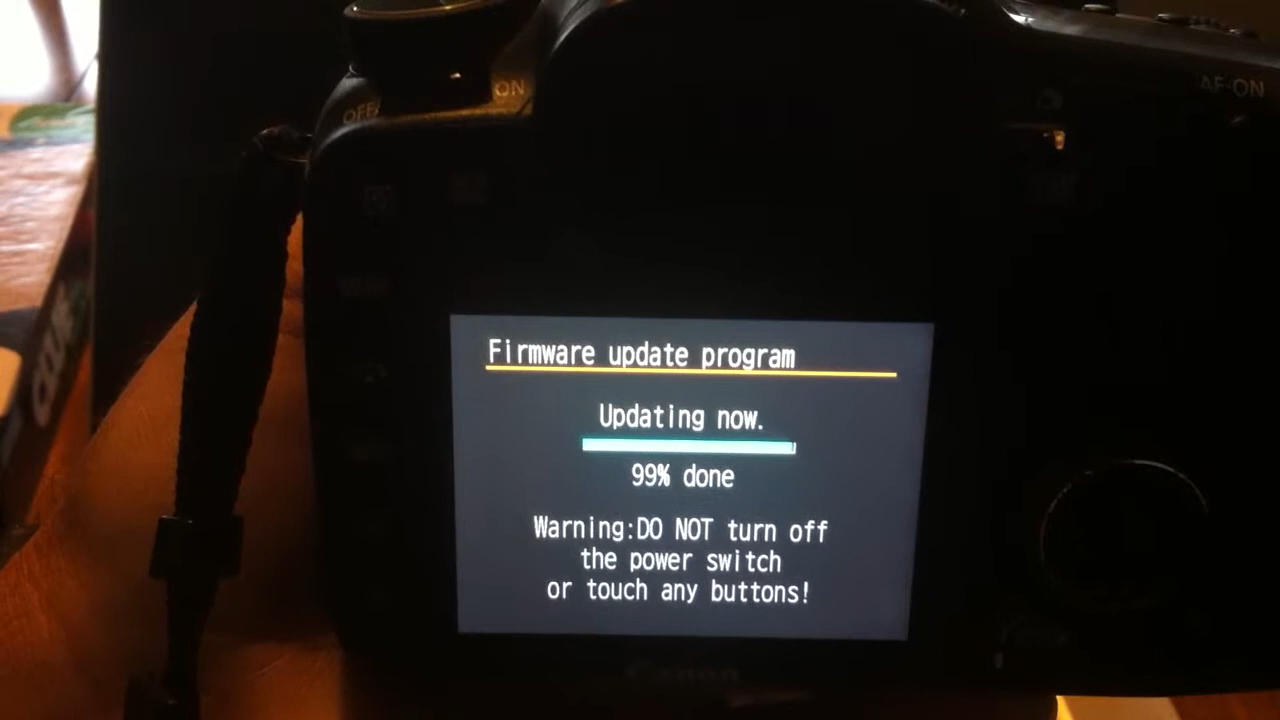 OFF
ON
AF-ON
Firmware update program
Updating now.
99% done
Warning:DO NOT turn off
the power switch
or touch any buttons!
Canon